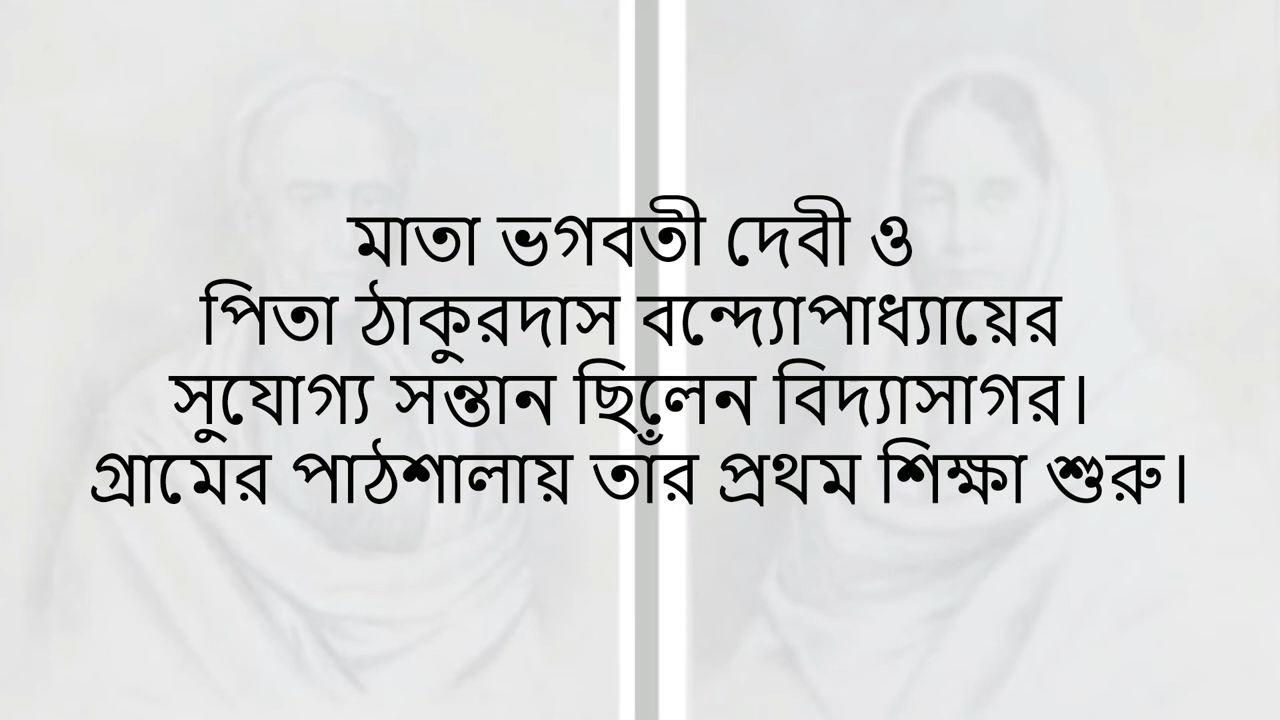 মাতা ভগবতী দেবী ও
পিতা ঠাকুরদাস বন্দ্যোপাধ্যায়ের
সুযোগ্য সন্তান ছিলেন বিদ্যাসাগর।
গ্রামের পাঠশালায় তাঁর প্রথম শিক্ষা শুরু।